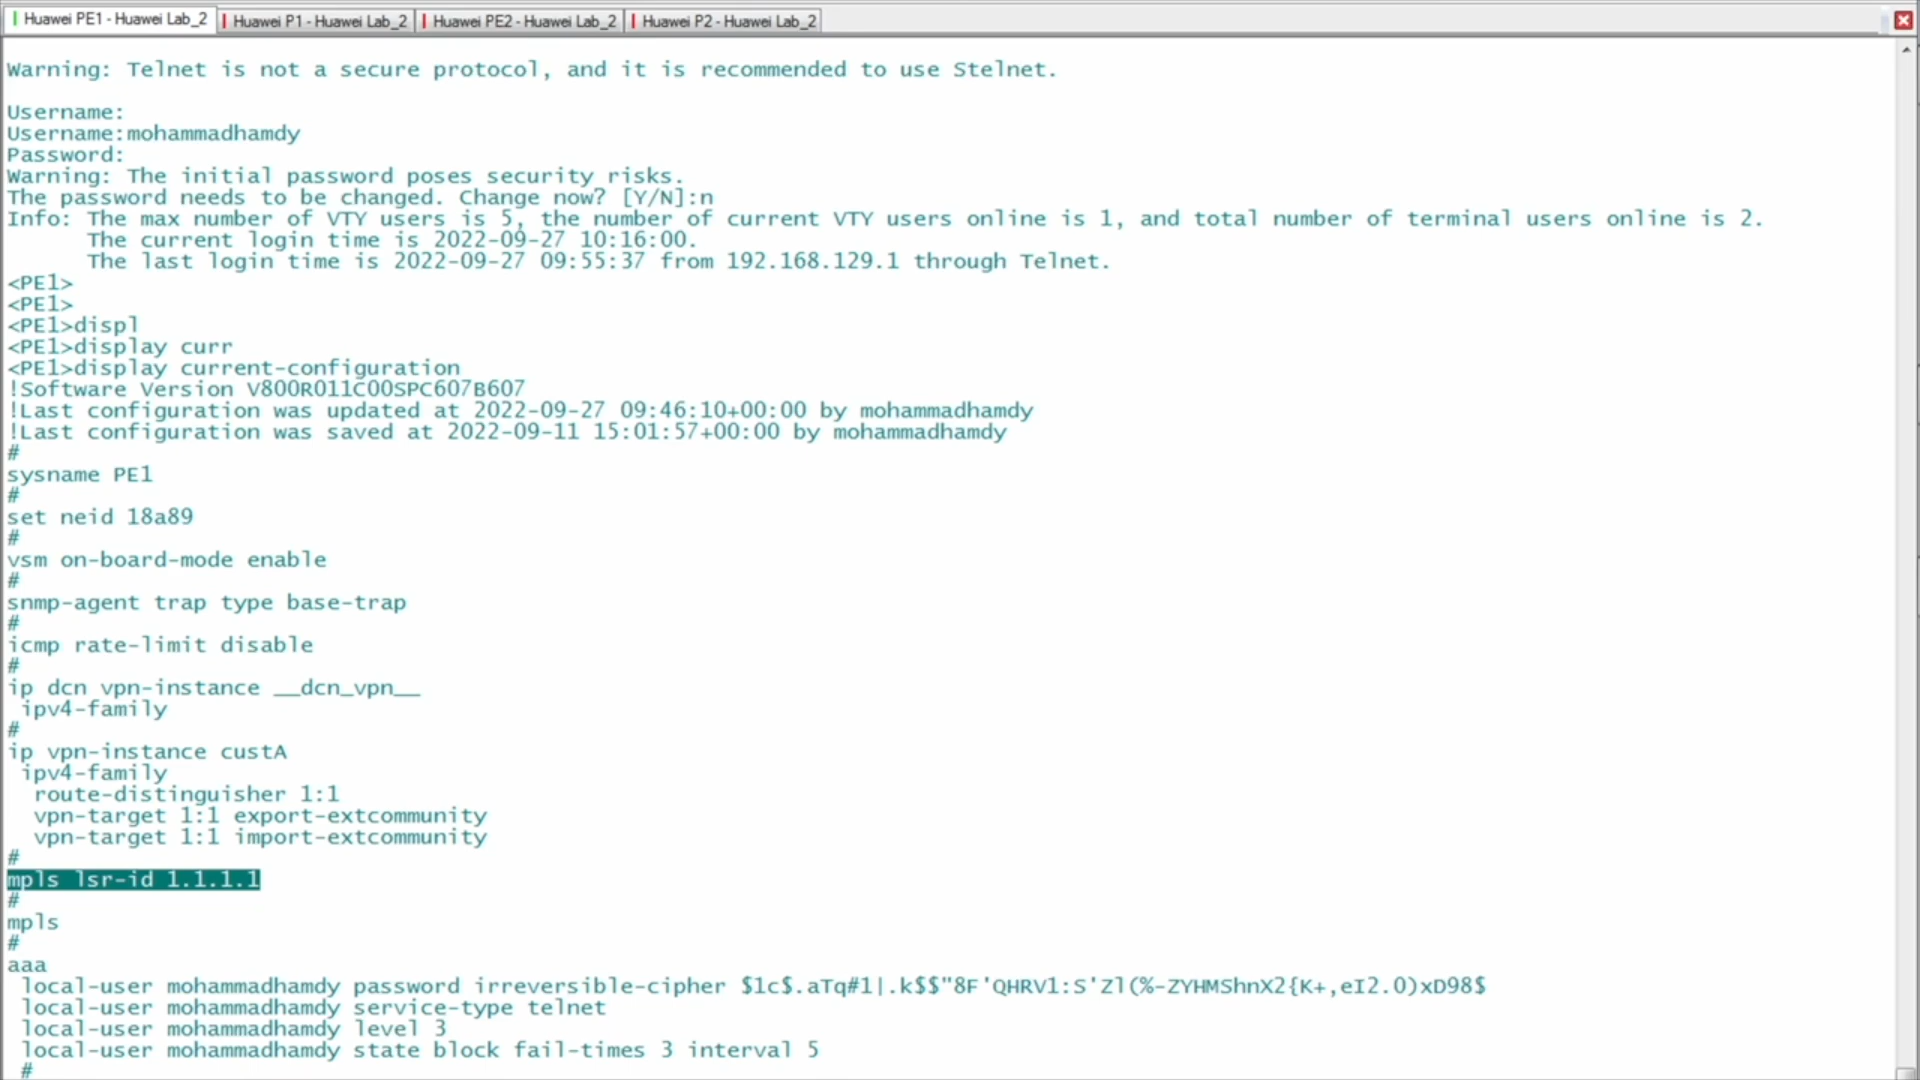 Huawei PE1 - Huawei Lab_2
Huawei P1 - Huawei Lab_2
Huawei PE2 - Huawei Lab_2
Huawei P2 - Huawei Lab_2
Warning: Telnet is not a secure protocol, and it is recommended to use Stelnet.
Username:
Username:mohammadhamdy
Password:
Warning: The initial password poses security risks.
The password needs to be changed. Change now? [Y/N]:n
Info: The max number of VTY users is 5, the number of current VTY users online is 1, and total number of terminal users online is 2.
The current login time is 2022-09-27 10:16:00.
The last login time is 2022-09-27 09:55:37 from 192.168.129.1 through Telnet.
<PE1>
<PE1>
<PE1>displ
<PE1>display curr
<PE1>display current-configuration
!Software Version V800R011C00SPC607B607
!Last configuration was updated at 2022-09-27 09:46:10+00:00 by mohammadhamdy
!Last configuration was saved at 2022-09-11 15:01:57+00:00 by mohammadhamdy
#
sysname PE1
#
set neid 18a89
#
vsm on-board-mode enable
#
snmp-agent trap type base-trap
#
icmp rate-limit disable
#
ip dcn vpn-instance __dcn_vpn__
ipv4-family
#
ip vpn-instance custA
ipv4-family
route-distinguisher 1:1
vpn-target 1:1 export-extcommunity
vpn-target 1:1 import-extcommunity
#
mpls lsr-id 1.1.1.1
#
mpls
#
aaa
local-user mohammadhamdy password irreversible-cipher $1c$.aTq#1|.k$$"8F'QHRV1:S'Zl(%-ZYHMShnX2{K+,eI2.0)xD98$
local-user mohammadhamdy service-type telnet
local-user mohammadhamdy level 3
local-user mohammadhamdy state block fail-times 3 interval 5
#